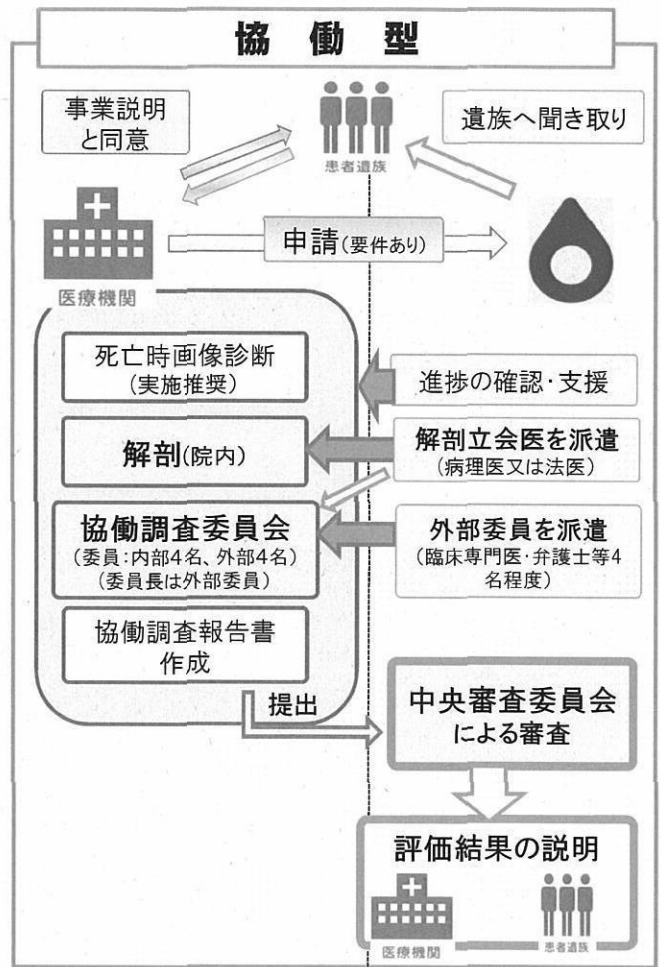 協働型
事業説明
と同意
患者遺族
遺族へ聞き取り
医療機関
申請(要件あり)
死亡時画像診断
(実施推奨)
進捗の確認・支援
解剖(院内)
解剖立会医を派遣
(病理医又は法医)
協働調査委員会
(委員:内部4名、外部4名)
(委員長は外部委員)
外部委員を派遣
(臨床専門医・弁護士等4
名程度)
協働調査報告書
作成
提出
中央審査委員会
による審査
評価結果の説明
医療機関
患者遺族